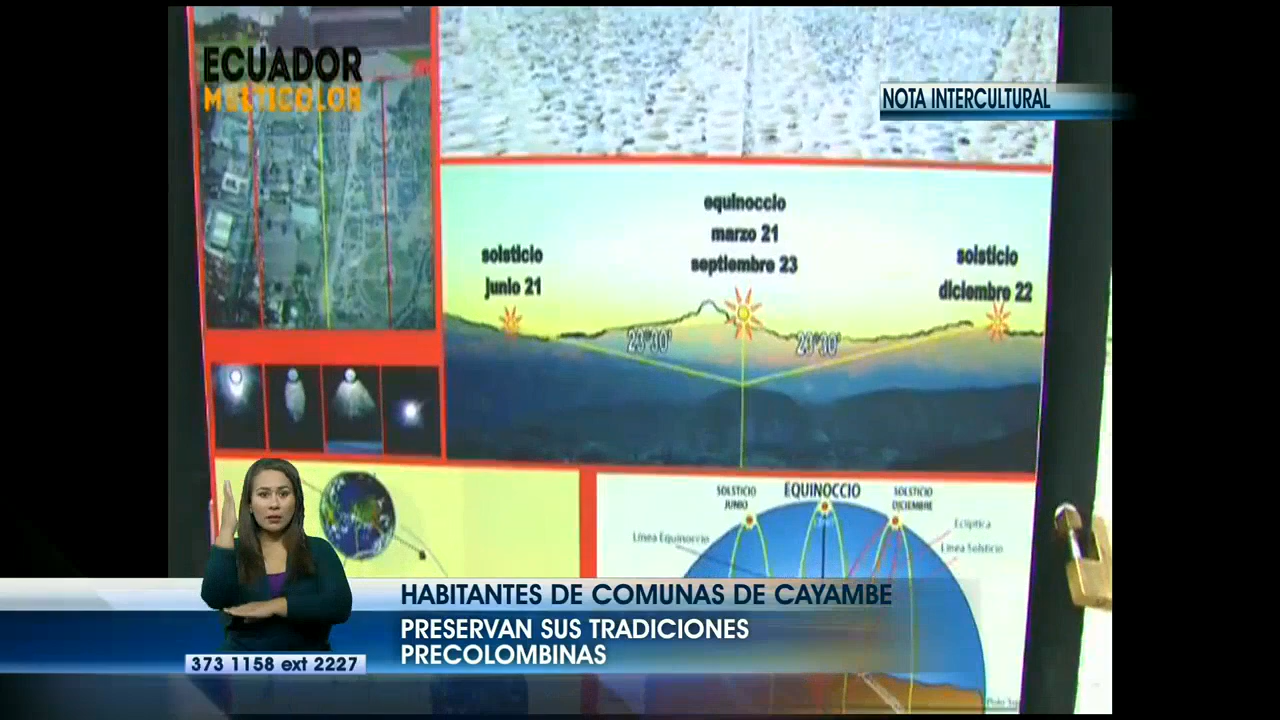 ECUADOR
MULTICOLOR
NOTA INTERCULTURAL
equinoccio
marzo 21
septiembre 23
solsticio
junio 21
solsticio
diciembre 22
23°30'
23°30'
SOLSTICIO
JUNIO
EQUINOCCIO
SOLSTICIO
DICIEMBRE
Línea Equinoccio
Eclíptica
Línea Solsticio
HABITANTES DE COMUNAS DE CAYAMBE
PRESERVAN SUS TRADICIONES
PRECOLOMBINAS
373 1158 ext 2227